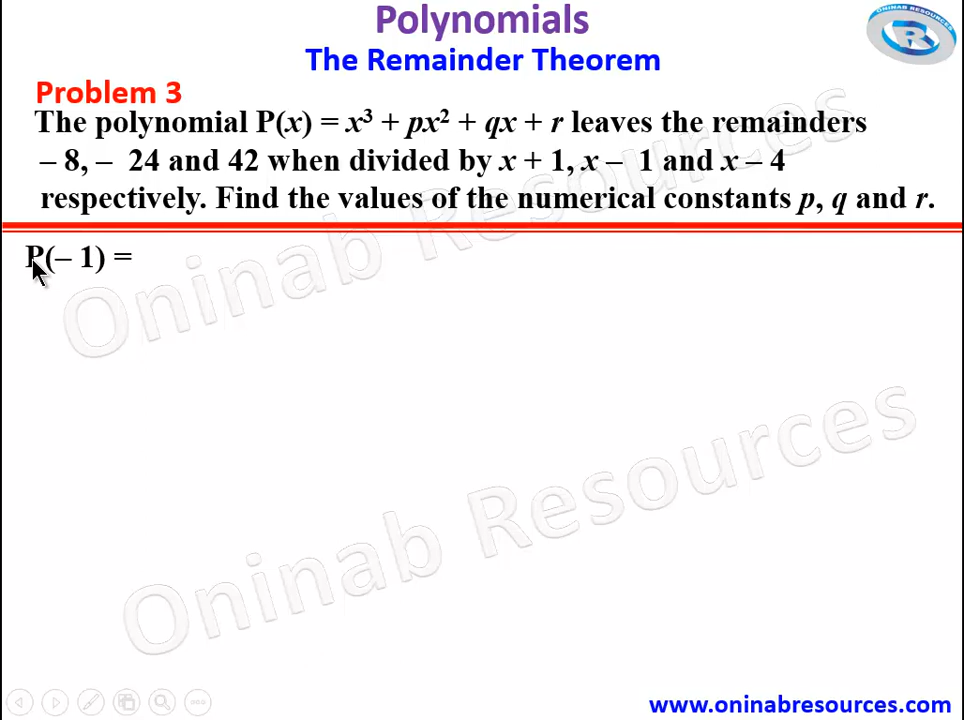 Polynomials
The Remainder Theorem
ONINAB RESOURCES
R
Problem 3
The polynomial P(x) = x³ + px² + qx + r leaves the remainders
– 8, – 24 and 42 when divided by x + 1, x – 1 and x – 4
respectively. Find the values of the numerical constants p, q and r.
P(– 1) =
Oninab Resources
Oninab Resources
www.oninabresources.com